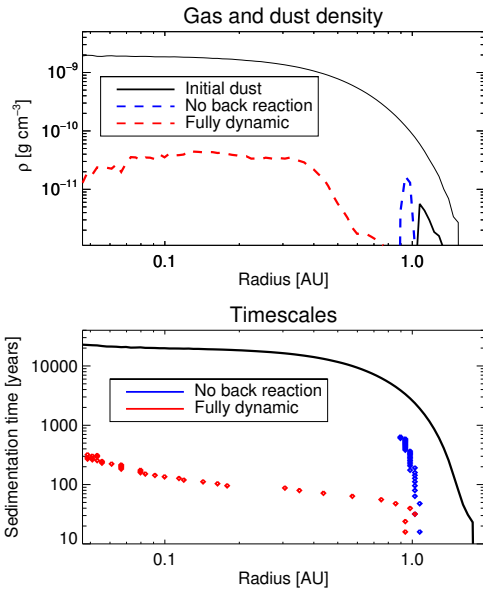 Gas and dust density
10⁻⁹
10⁻¹⁰
10⁻¹¹
ρ [g cm⁻³]
Initial dust
No back reaction
Fully dynamic
0.1 1.0
Radius [AU]
Timescales
10000
1000
100
10
Sedimentation time [years]
No back reaction
Fully dynamic
0.1 1.0
Radius [AU]